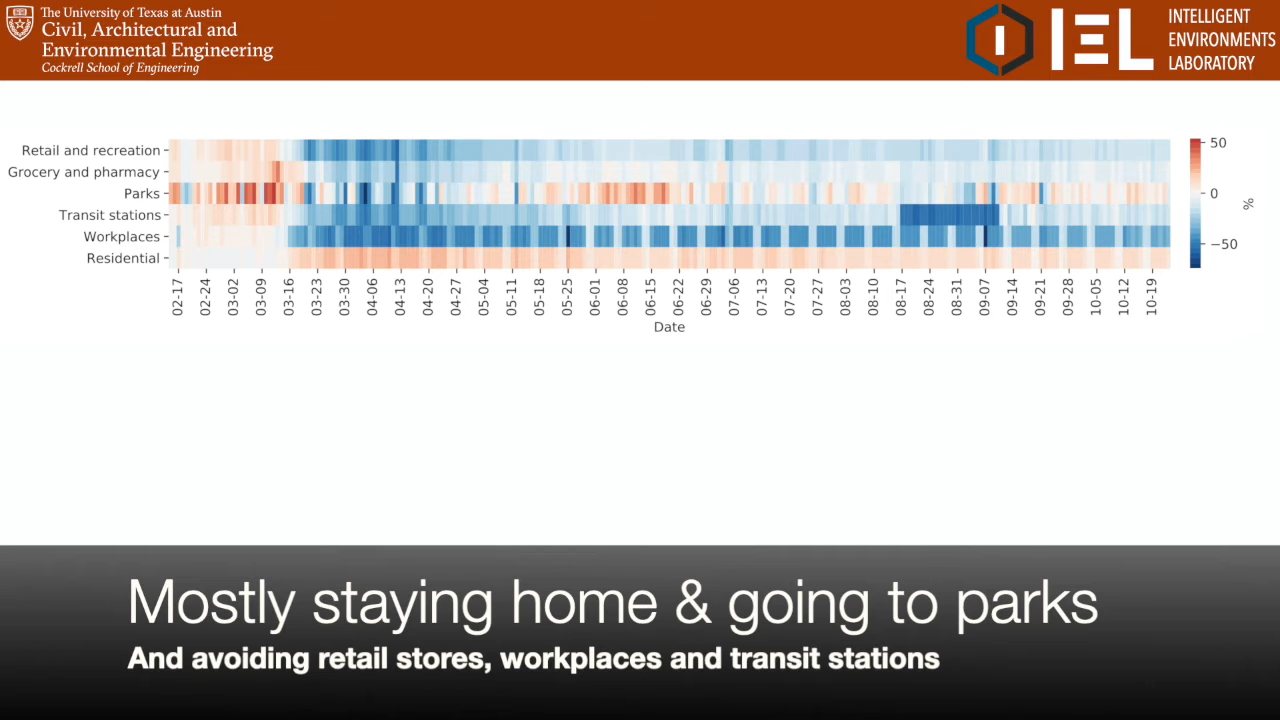 The University of Texas at Austin
Civil, Architectural and
Environmental Engineering
Cockrell School of Engineering
INTELLIGENT
ENVIRONMENTS
LABORATORY
IEL
Retail and recreation
Grocery and pharmacy
Parks
Transit stations
Workplaces
Residential
50
0
−50
%
02-17
02-24
03-02
03-09
03-16
03-23
03-30
04-06
04-13
04-20
04-27
05-04
05-11
05-18
05-25
06-01
06-08
06-15
06-22
06-29
07-06
07-13
07-20
07-27
08-03
08-10
08-17
08-24
08-31
09-07
09-14
09-21
09-28
10-05
10-12
10-19
Date
Mostly staying home & going to parks
And avoiding retail stores, workplaces and transit stations